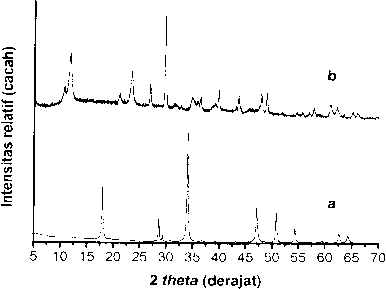 Intensitas relatif (cacah)
b
a
5 10 15 20 25 30 35 40 45 50 55 60 65 70
2 theta (derajat)